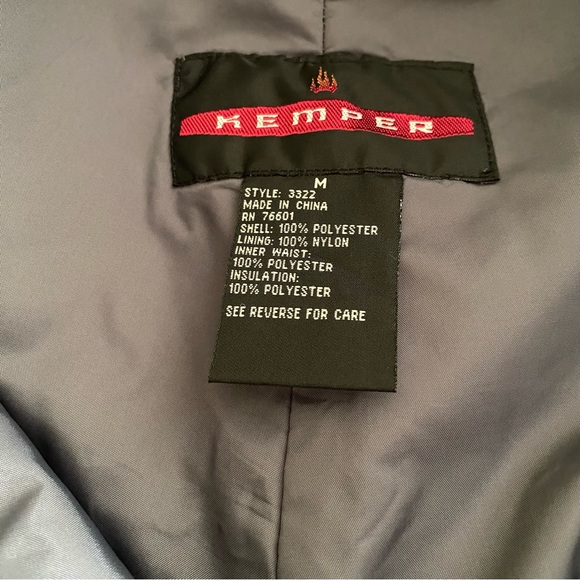 KEMPER
M
STYLE: 3322
MADE IN CHINA
RN 76601
SHELL: 100% POLYESTER
LINING: 100% NYLON
INNER WAIST:
100% POLYESTER
INSULATION:
100% POLYESTER
SEE REVERSE FOR CARE